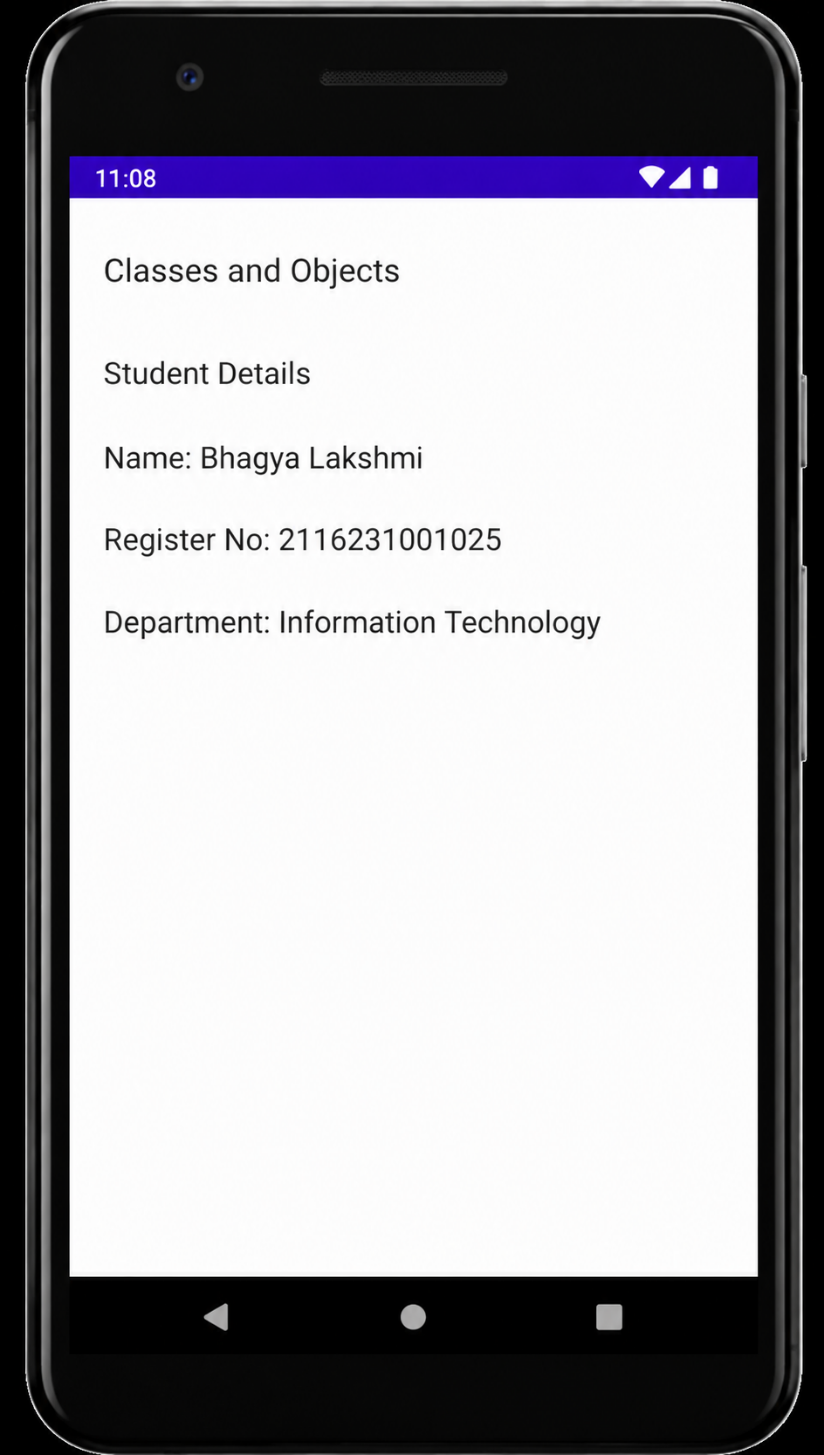 11:08
Classes and Objects
Student Details
Name: Bhagya Lakshmi
Register No: 2116231001025
Department: Information Technology